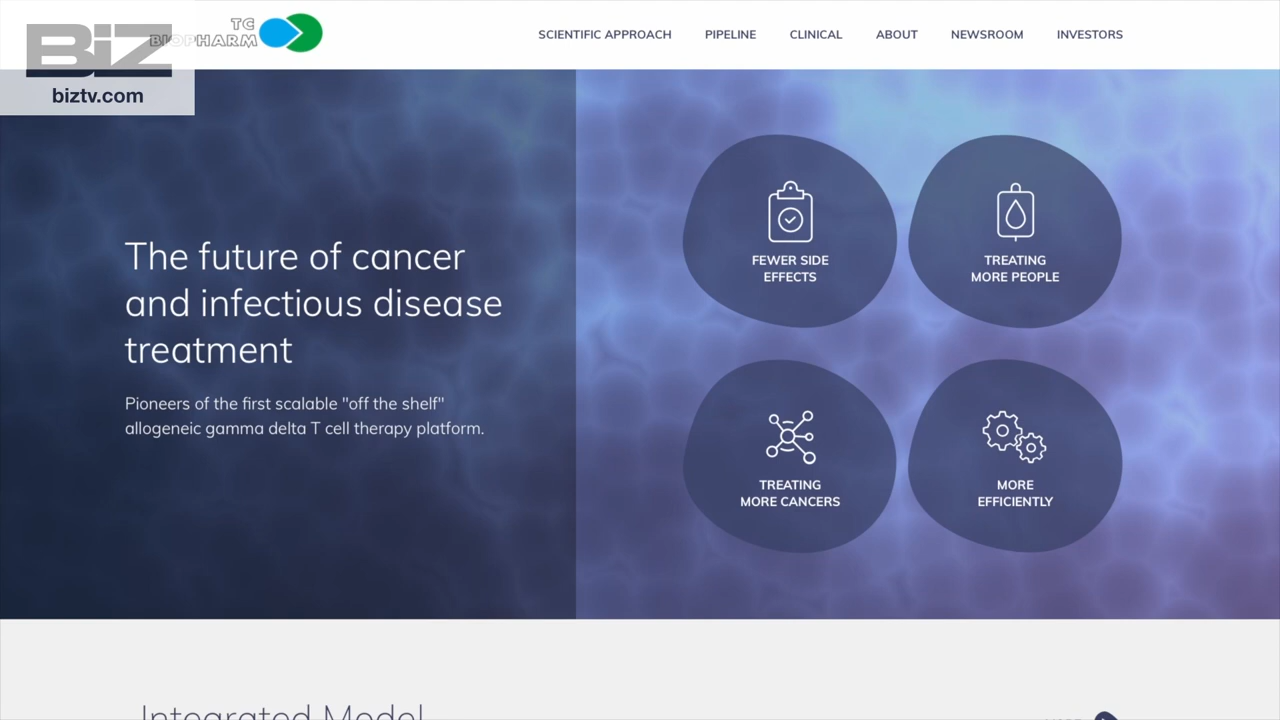 BiZ
biztv.com
TC
BIOPHARM
SCIENTIFIC APPROACH
PIPELINE
CLINICAL
ABOUT
NEWSROOM
INVESTORS
The future of cancer
and infectious disease
treatment
Pioneers of the first scalable "off the shelf"
allogeneic gamma delta T cell therapy platform.
FEWER SIDE
EFFECTS
TREATING
MORE PEOPLE
TREATING
MORE CANCERS
MORE
EFFICIENTLY
Integrated Model